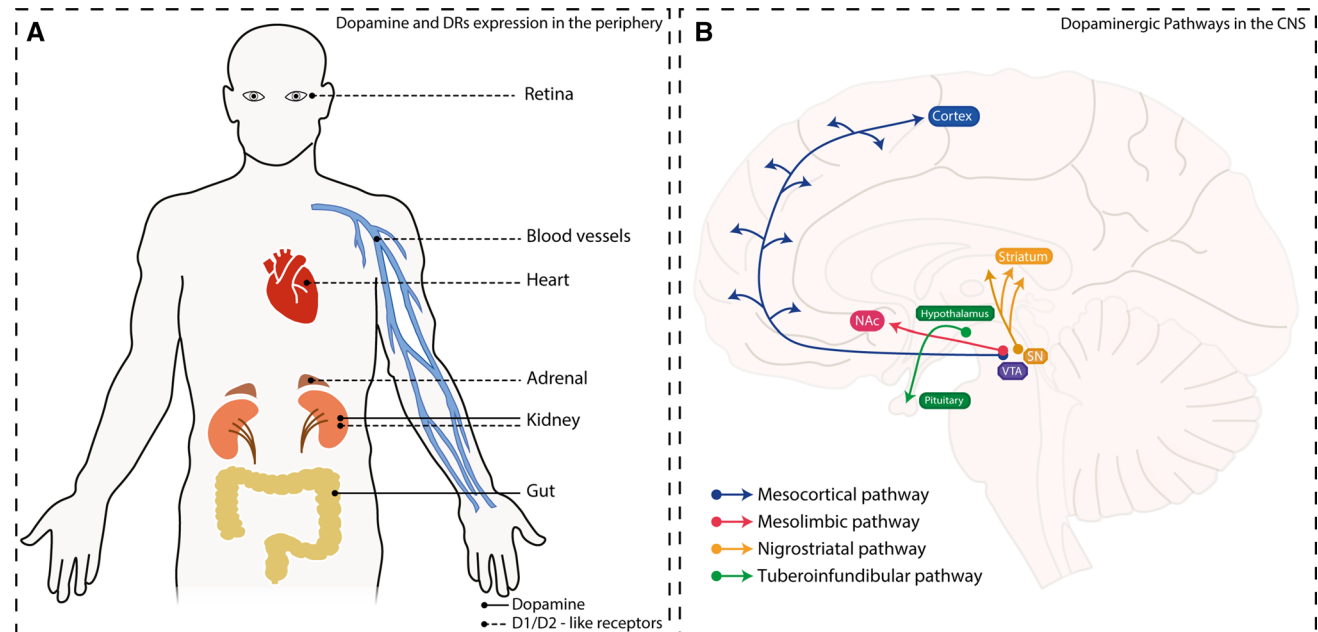 A
Dopamine and DRs expression in the periphery
Retina
Blood vessels
Heart
Adrenal
Kidney
Gut
Dopamine
D1/D2 - like receptors
B
Dopaminergic Pathways in the CNS
Cortex
Striatum
Hypothalamus
NAc
SN
VTA
Pituitary
Mesocortical pathway
Mesolimbic pathway
Nigrostriatal pathway
Tuberoinfundibular pathway